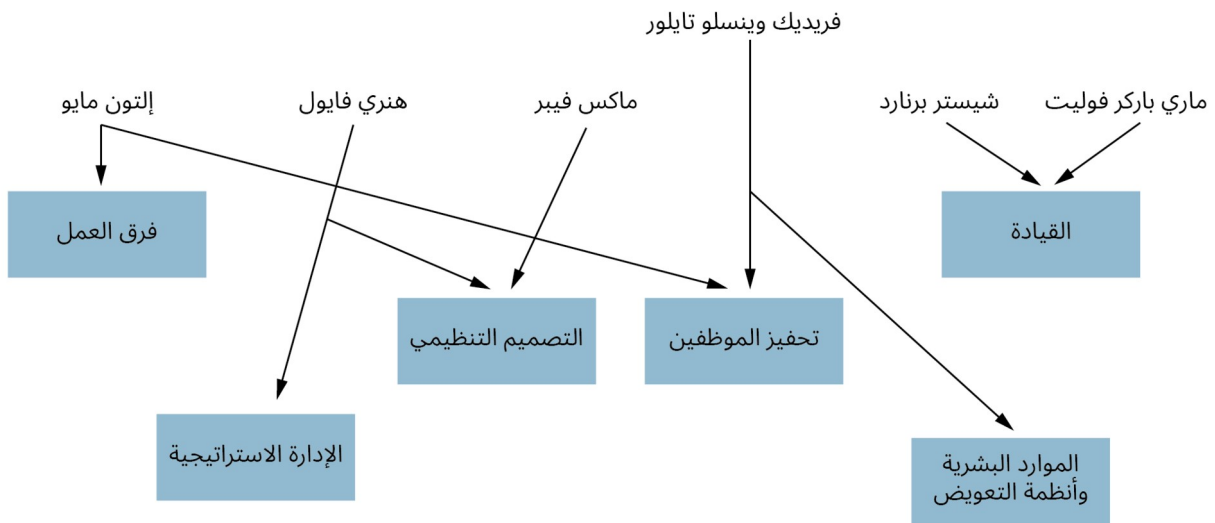 فريديك وينسلو تايلور
ماري باركر فوليت
شيستر برنارد
ماكس فيبر
هنري فايول
إلتون مايو
القيادة
فرق العمل
تحفيز الموظفين
التصميم التنظيمي
الموارد البشرية
وأنظمة التعويض
الإدارة الاستراتيجية